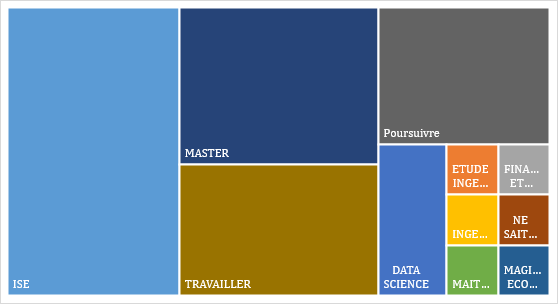 ISE
MASTER
TRAVAILLER
Poursuivre
DATA
SCIENCE
ETUDE
INGE...
FINA...
ET...
INGE...
NE
SAIT...
MAIT...
MAGI...
ECO...